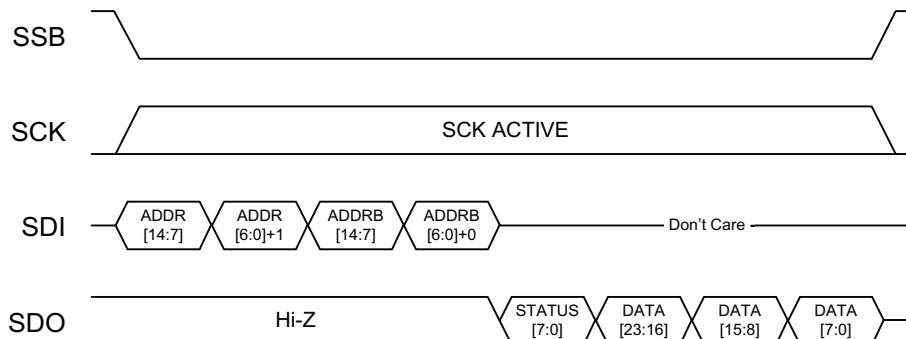 SSB
SCK
SCK ACTIVE
SDI
ADDR
[14:7]
ADDR
[6:0]+1
ADDRB
[14:7]
ADDRB
[6:0]+0
Don't Care
SDO
Hi-Z
STATUS
[7:0]
DATA
[23:16]
DATA
[15:8]
DATA
[7:0]